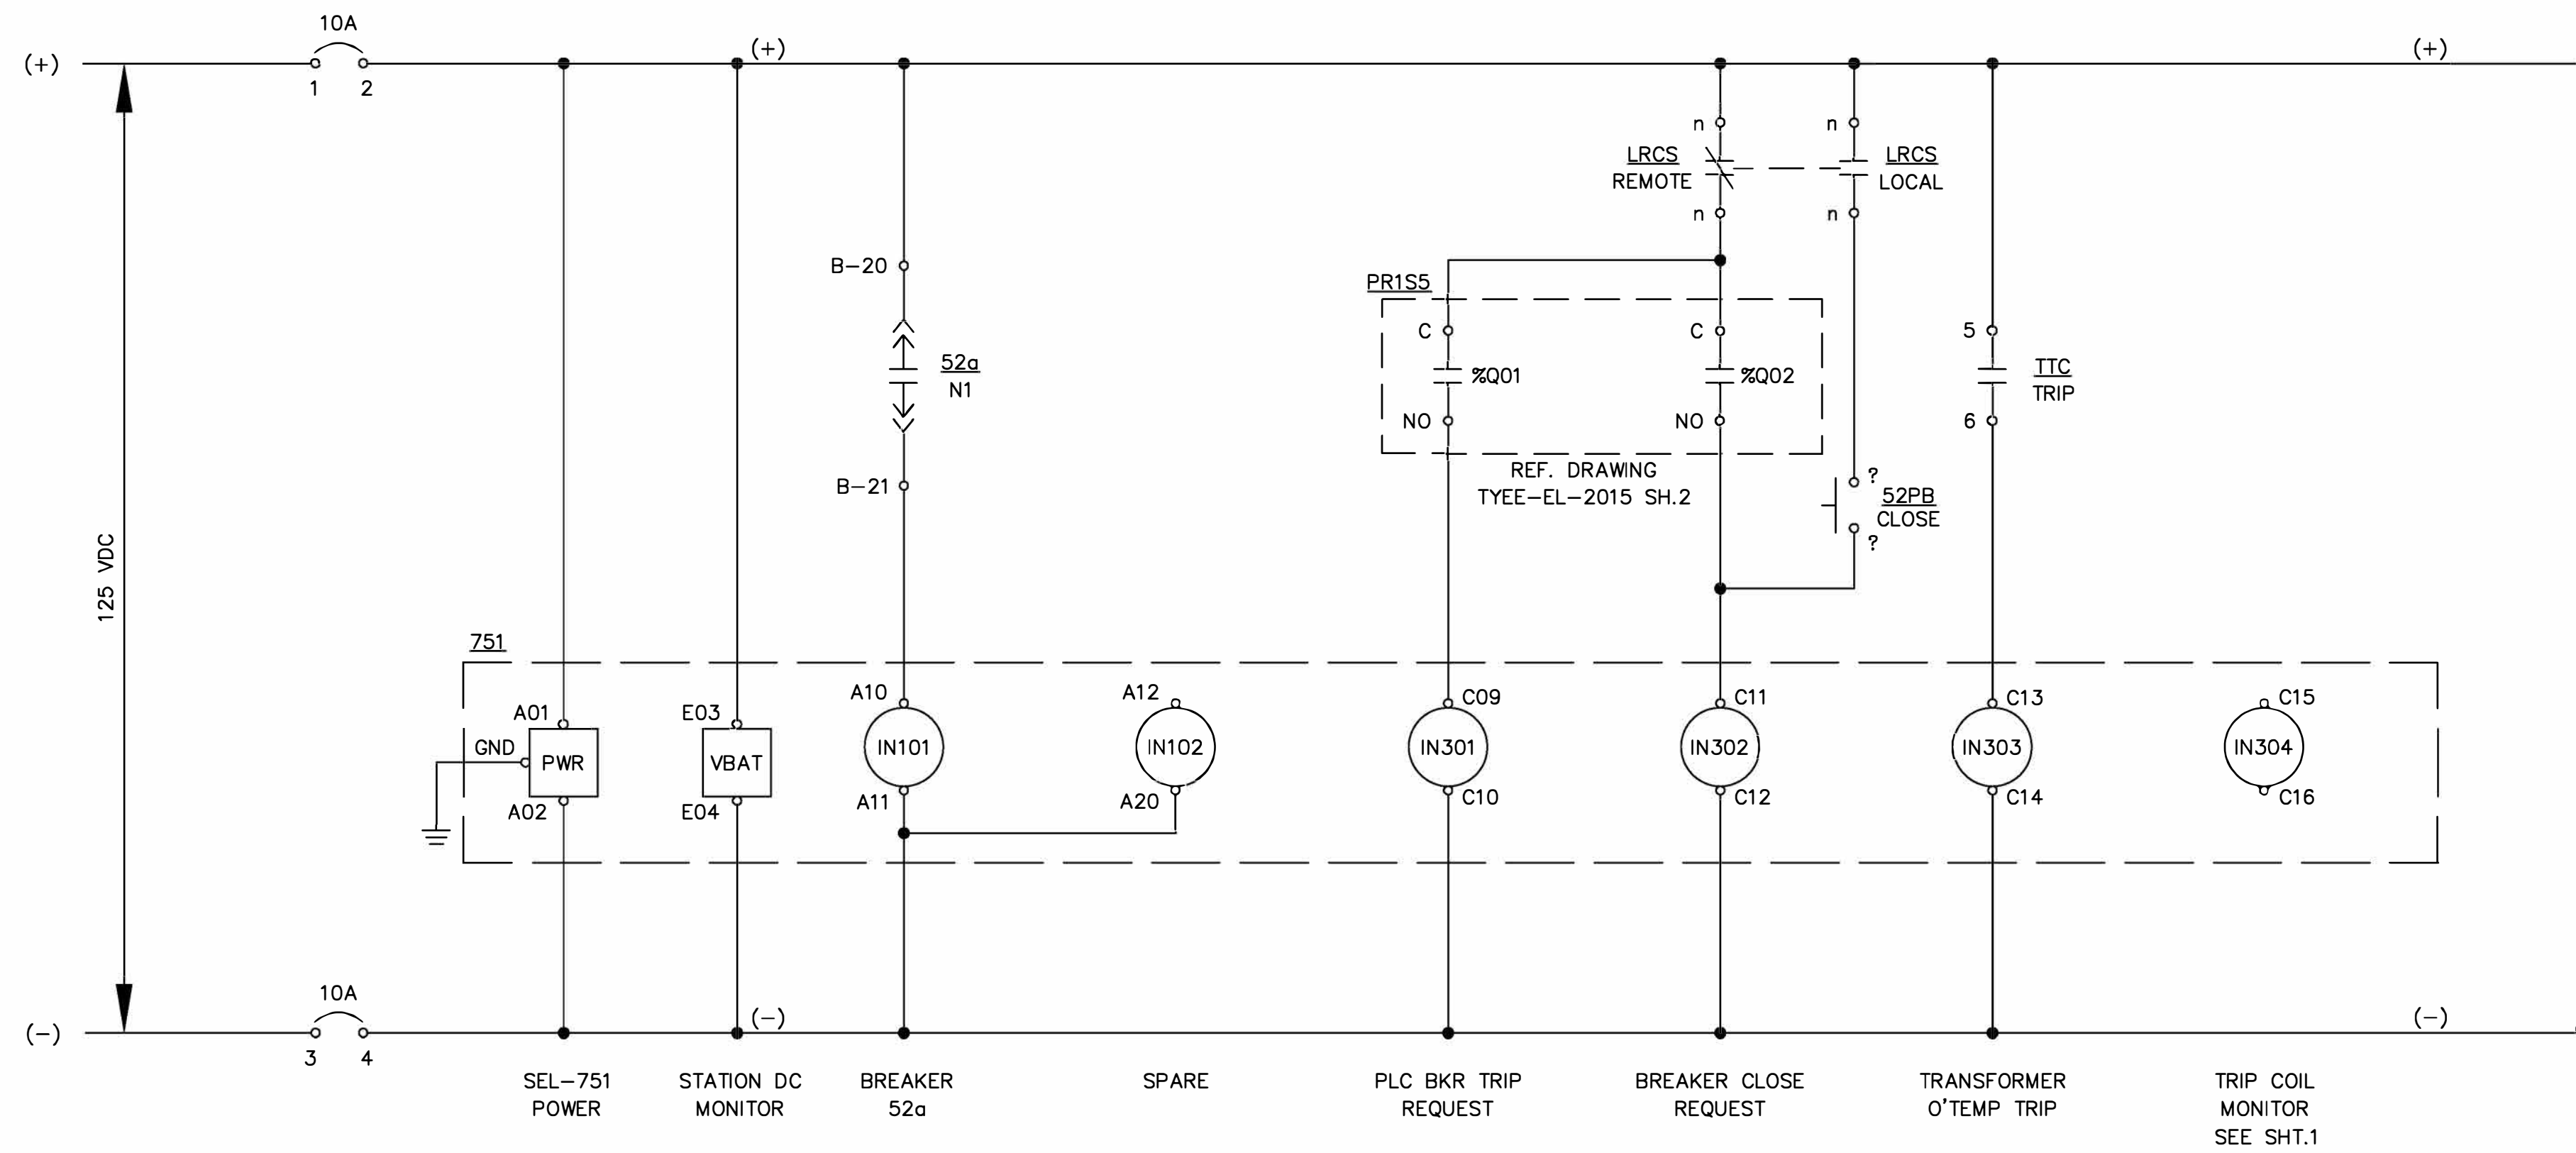 10A
(+)
(+)
(+)
1
2
n
n
LRCS
REMOTE
LRCS
LOCAL
n
n
B-20
PR1S5
C
C
5
52a
N1
%Q01
%Q02
TTC
TRIP
NO
NO
6
REF. DRAWING
TYEE-EL-2015 SH.2
B-21
?
52PB
CLOSE
?
125 VDC
751
A10
A12
C09
C11
C13
C15
A01
E03
GND
PWR
VBAT
IN101
IN102
IN301
IN302
IN303
IN304
A02
E04
A11
A20
C10
C12
C14
C16
10A
(-)
(-)
(-)
3
4
SEL-751
POWER
STATION DC
MONITOR
BREAKER
52a
SPARE
PLC BKR TRIP
REQUEST
BREAKER CLOSE
REQUEST
TRANSFORMER
O'TEMP TRIP
TRIP COIL
MONITOR
SEE SHT.1